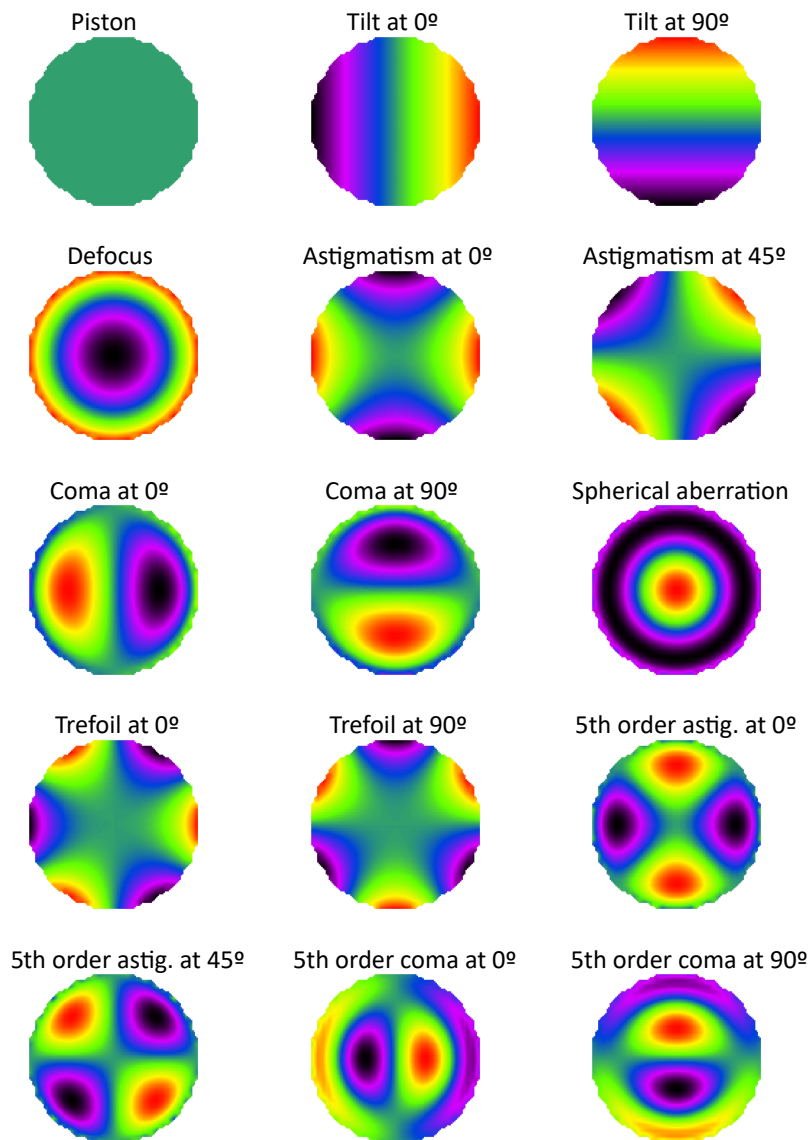 Piston
Tilt at 0º
Tilt at 90º
Defocus
Astigmatism at 0º
Astigmatism at 45º
Coma at 0º
Coma at 90º
Spherical aberration
Trefoil at 0º
Trefoil at 90º
5th order astig. at 0º
5th order astig. at 45º
5th order coma at 0º
5th order coma at 90º